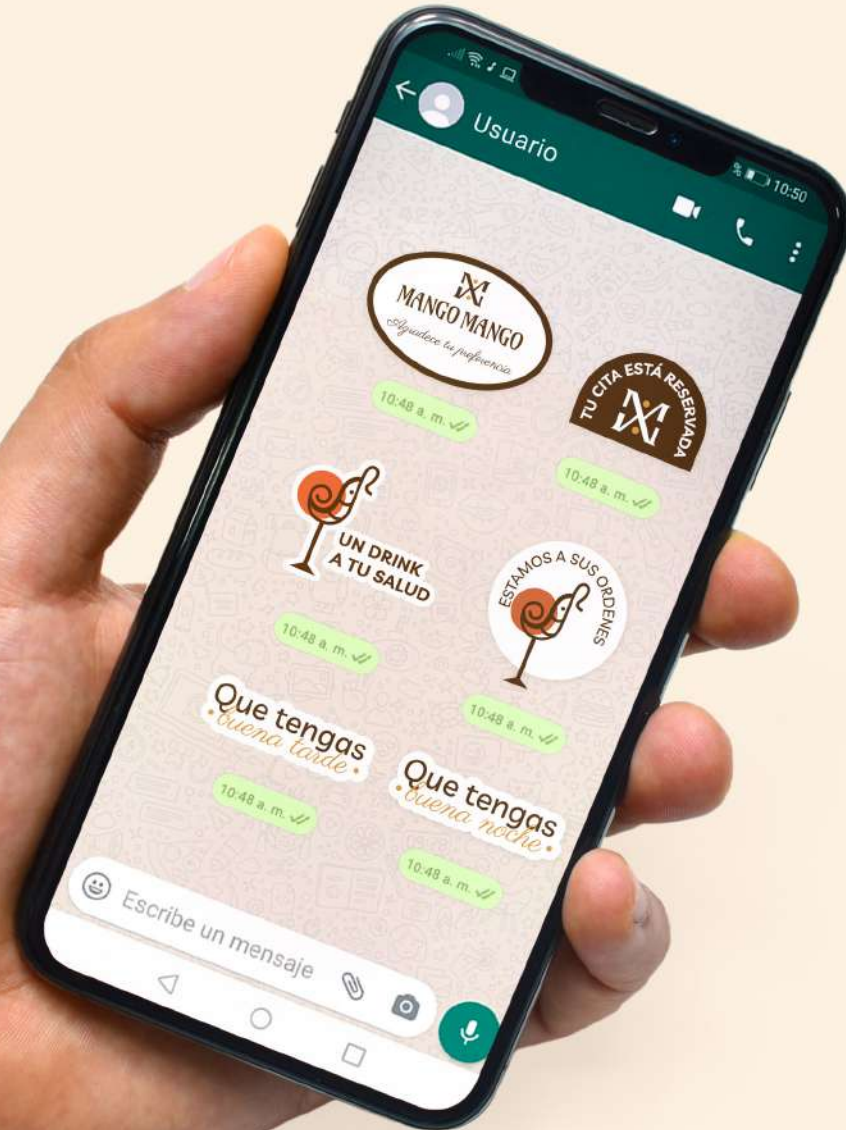 10:50
Usuario
MANGO MANGO
Agradece tu preferencia
10:48 a. m.
TU CITA ESTÁ RESERVADA
10:48 a. m.
UN DRINK
A TU SALUD
10:48 a. m.
ESTAMOS A SUS ORDENES
10:48 a. m.
Que tengas
buena tarde
10:48 a. m.
Que tengas
buena noche
10:48 a. m.
Escribe un mensaje